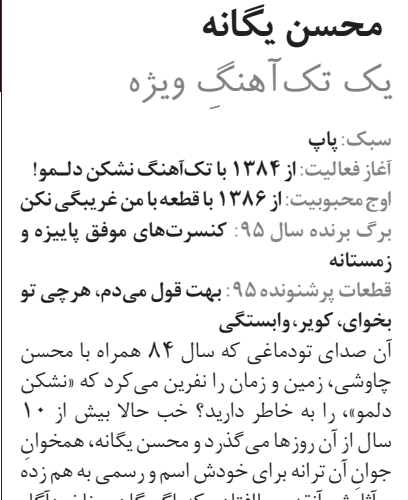 محسن یگانه
یک تک‌آهنگِ ویژه
سبک: پاپ
آغاز فعالیت: از ۱۳۸۴ با تک‌آهنگ نشکن دلـمو!
اوج محبوبیت: از ۱۳۸۶ با قطعه با من غریبگی نکن
برگ برنده سال ۹۵: کنسرت‌های موفق پاییزه و
زمستانه
قطعات پرشنونده ۹۵: بهت قول می‌دم، هرچی تو
بخوای، کویر، وابستگی
آن صدای تودماغی که سال ۸۴ همراه با محسن
چاوشی، زمین و زمان را نفرین می‌کرد که «نشکن
دلمو»، را به خاطر دارید؟ خب حالا بیش از ۱۰
سال از آن روزها می‌گذرد و محسن یگانه، همخوانِ
جوانِ آن ترانه برای خودش اسم و رسمی به هم زده